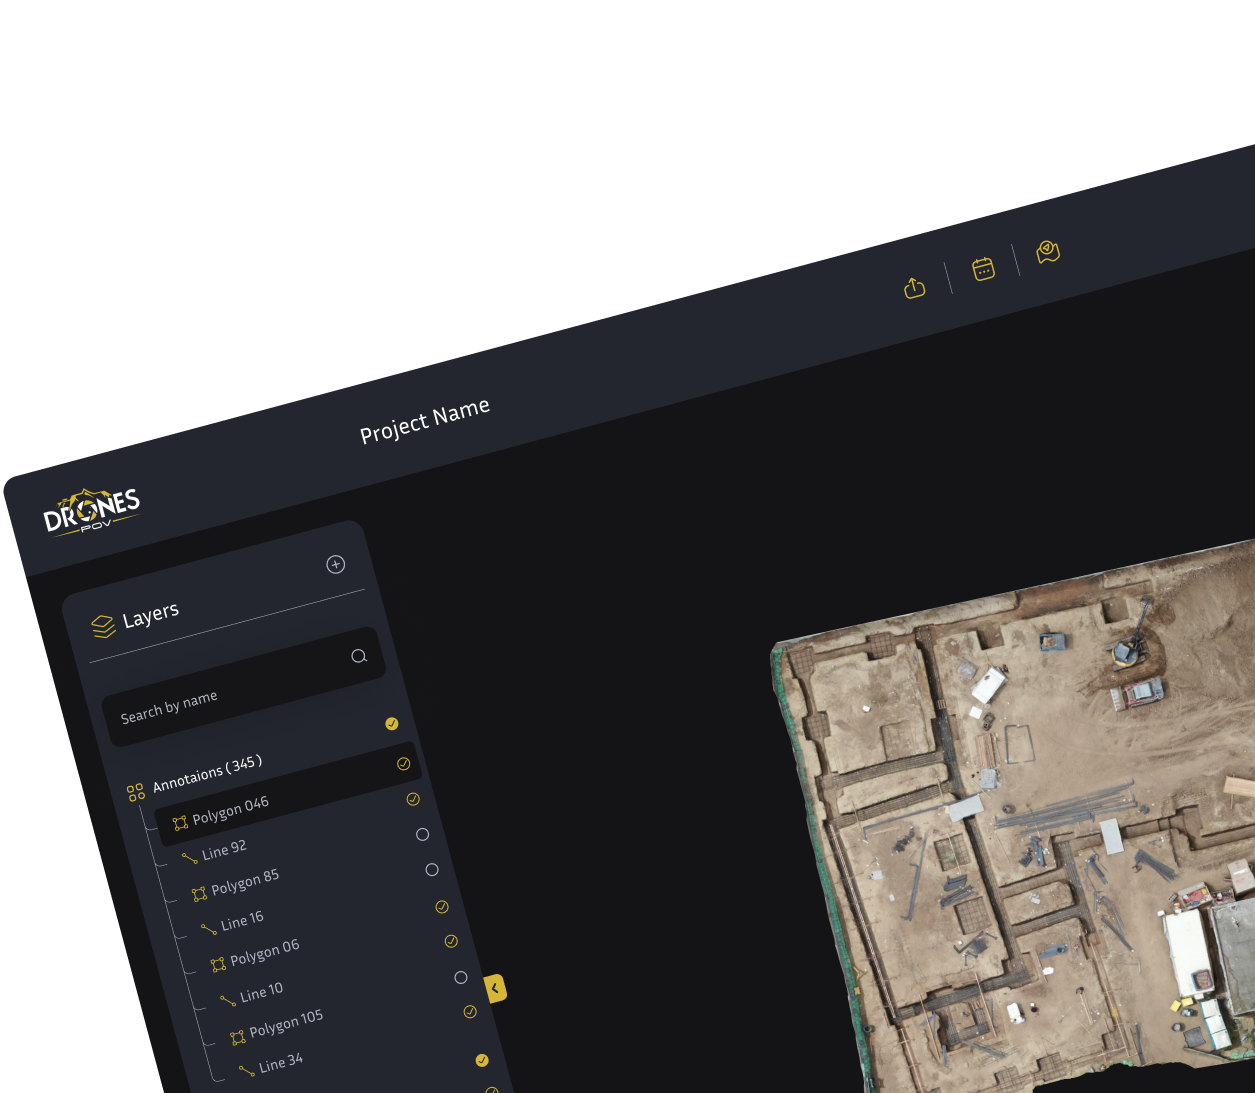 Project Name
DRONES
POV
Layers
Search by name
Annotaions ( 345 )
Polygon 046
Line 92
Polygon 85
Line 16
Polygon 06
Line 10
Polygon 105
Line 34